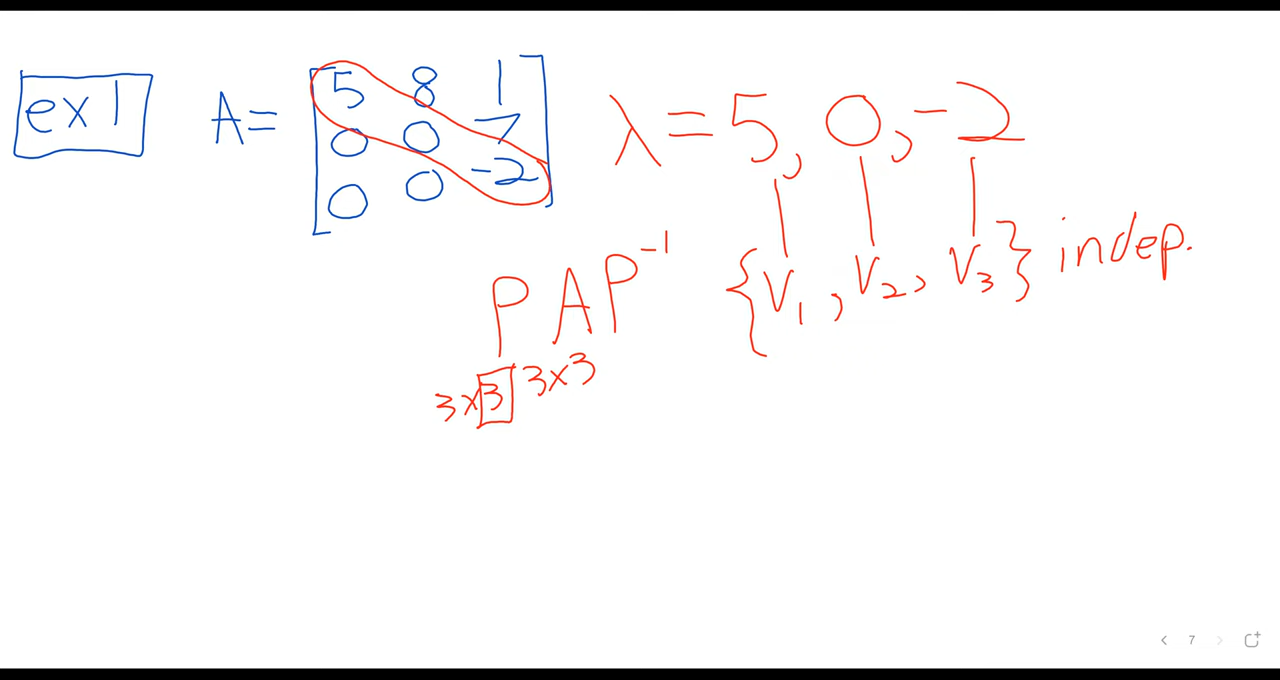 ex 1 A = [5 8 1 λ = 5, 0, -2
0 0 7
0 0 -2]
P A P⁻¹ {v₁, v₂, v₃} indep.
3x3 3x3
7